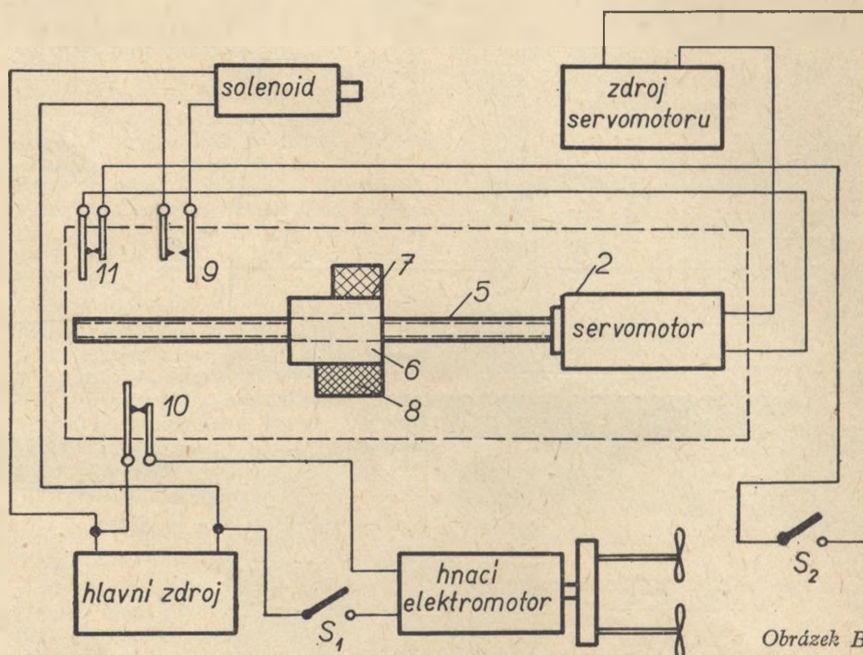 solenoid
zdroj
servomotoru
11
9
7
5
2
servomotor
6
8
10
hlavní zdroj
S1
hnací
elektromotor
S2
Obrázek B